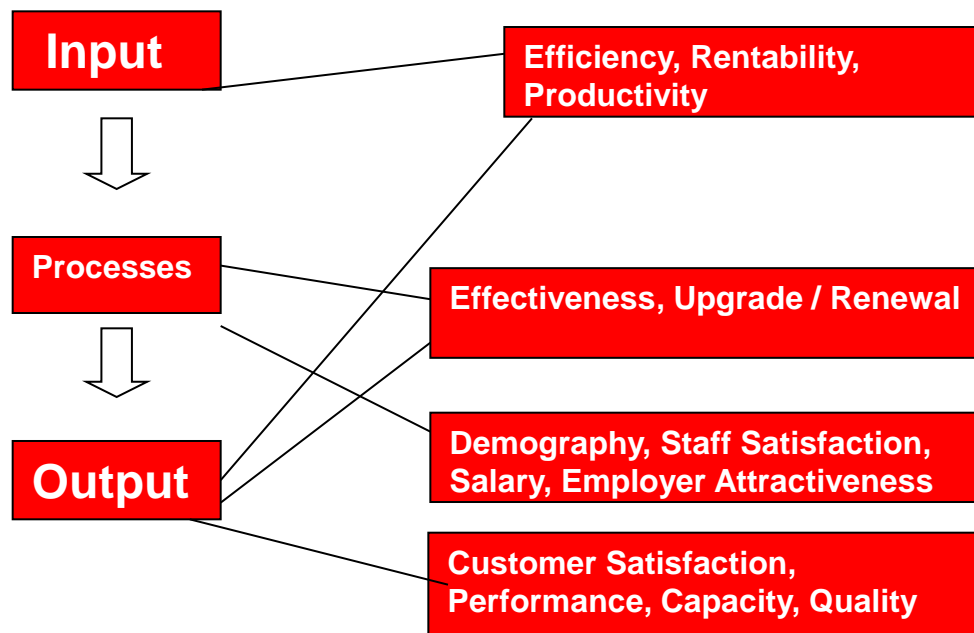 Input
Efficiency, Rentability,
Productivity
Processes
Effectiveness, Upgrade / Renewal
Demography, Staff Satisfaction,
Salary, Employer Attractiveness
Output
Customer Satisfaction,
Performance, Capacity, Quality